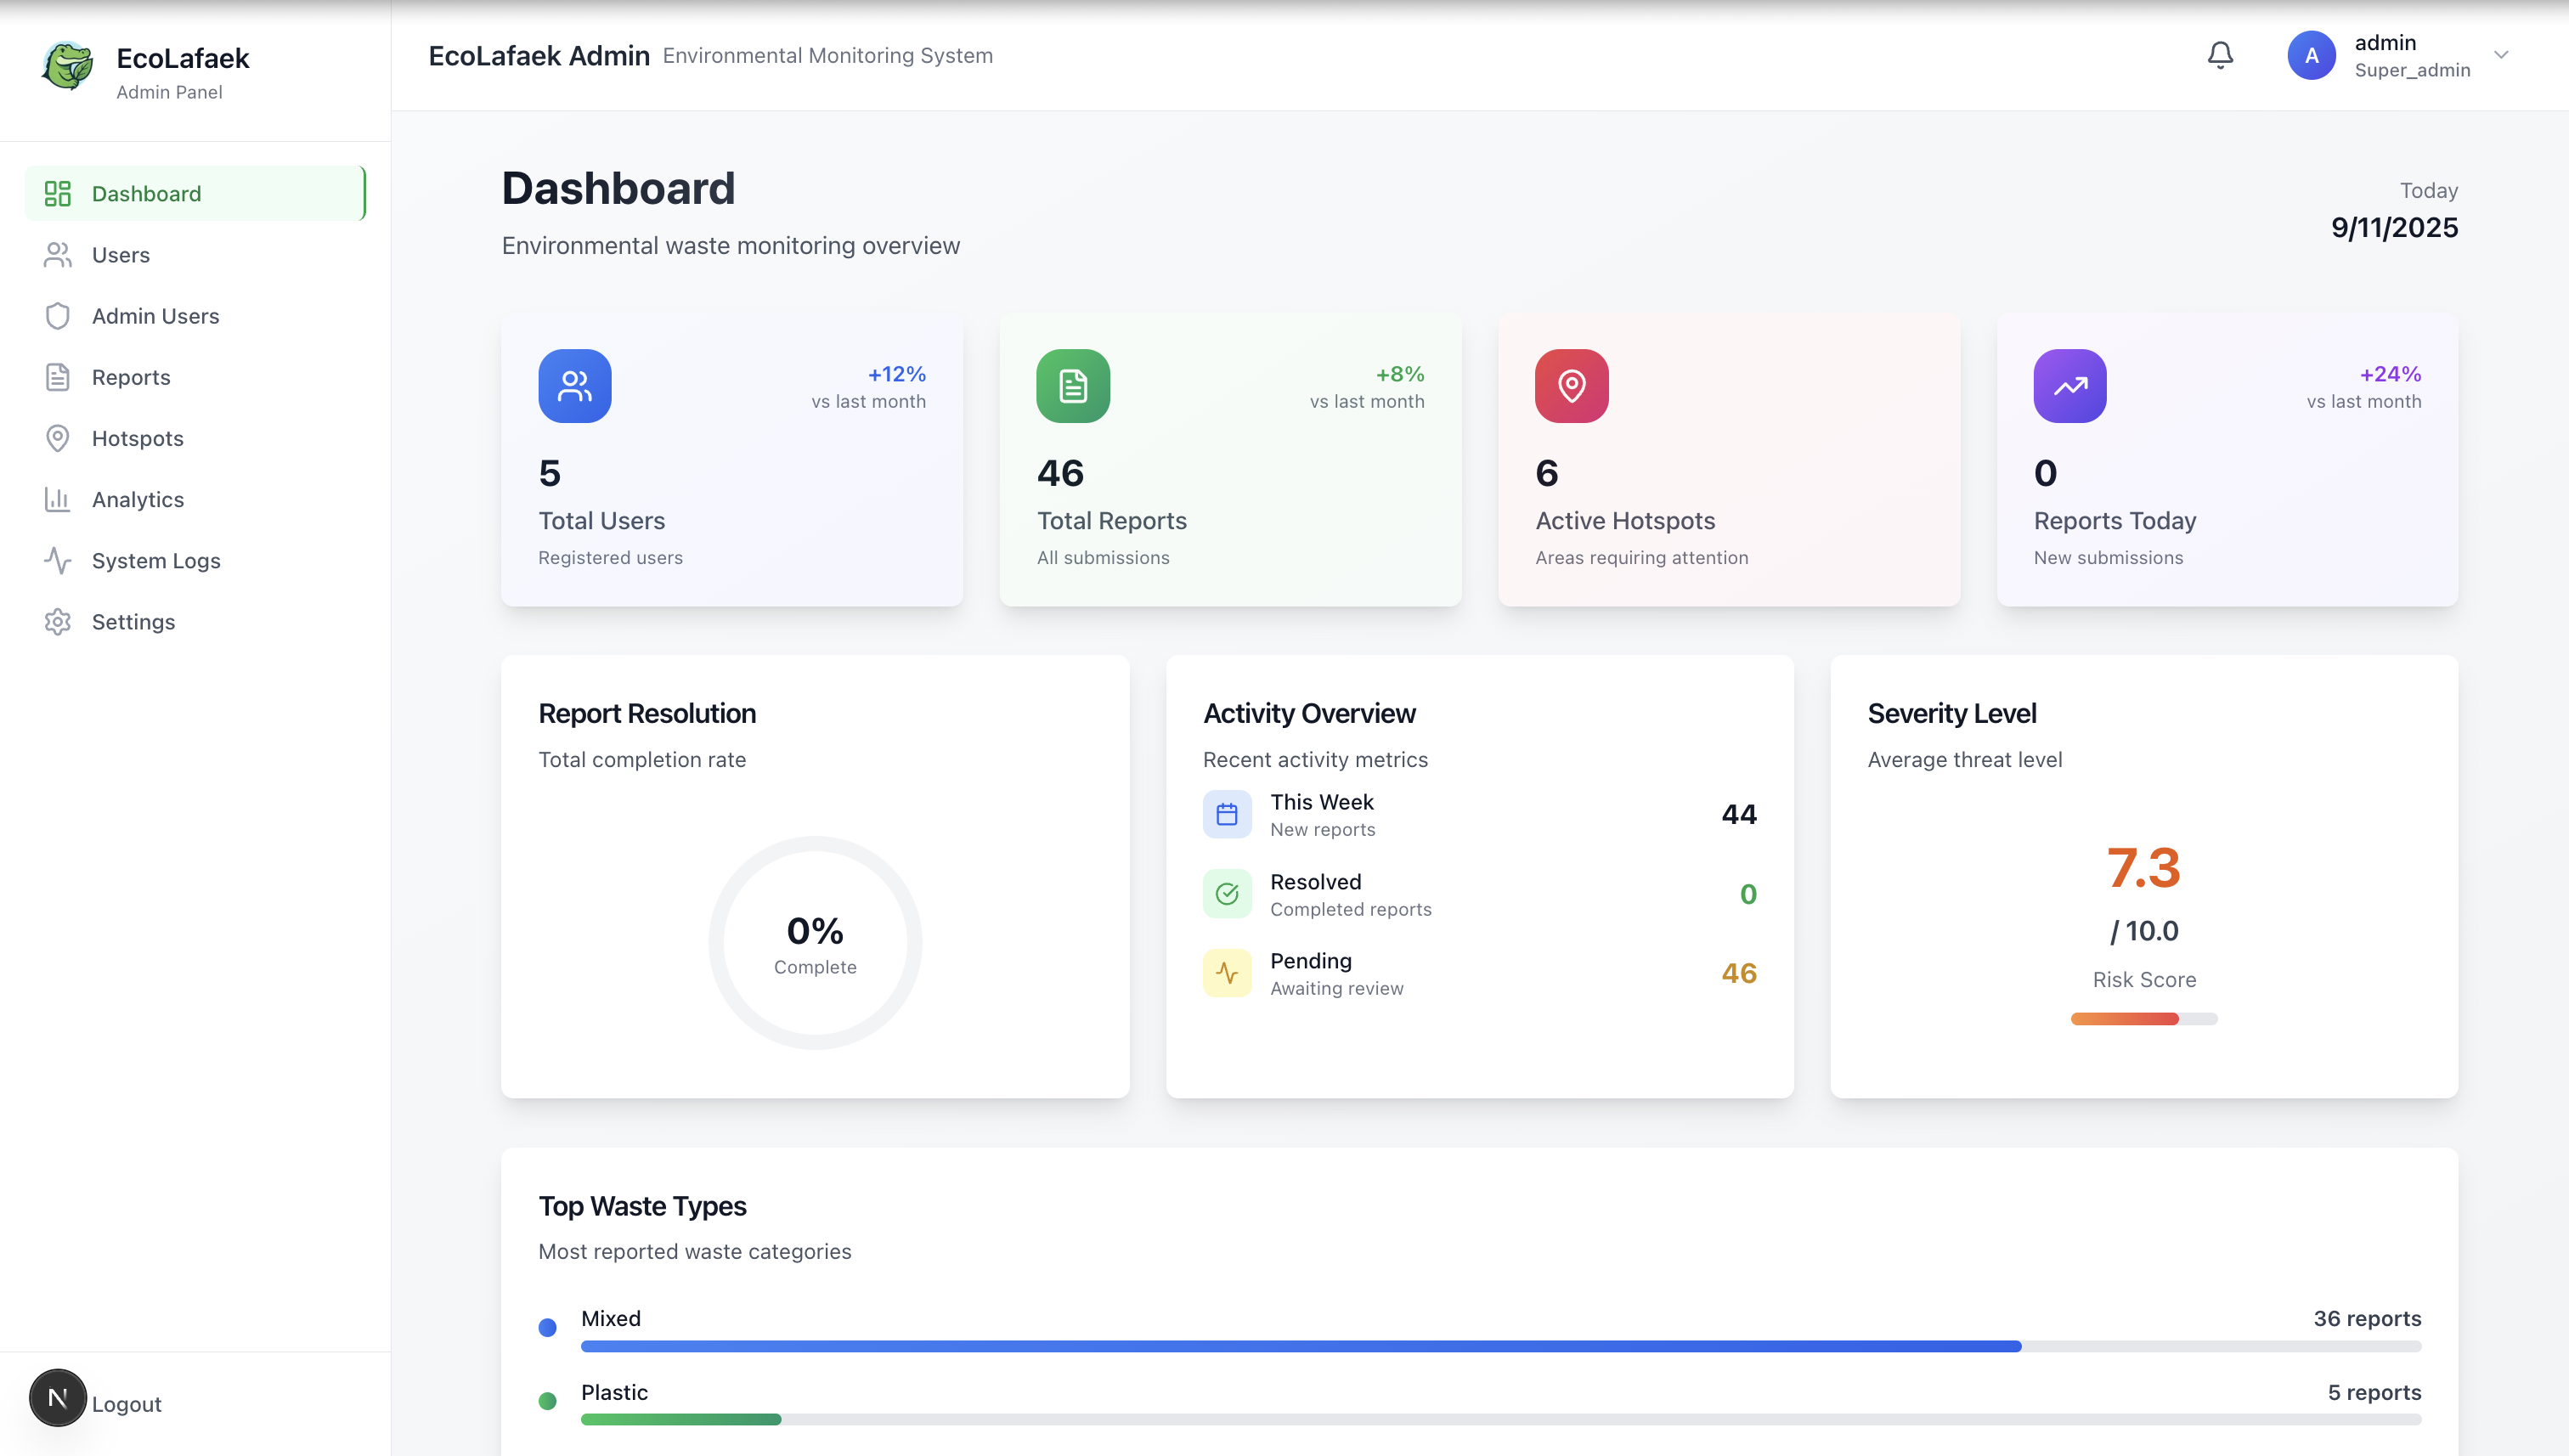 EcoLafaek
Admin Panel
EcoLafaek Admin Environmental Monitoring System
A
admin
Super_admin
Dashboard
Users
Admin Users
Reports
Hotspots
Analytics
System Logs
Settings
N
Logout
Dashboard
Environmental waste monitoring overview
Today
9/11/2025
+12%
vs last month
5
Total Users
Registered users
+8%
vs last month
46
Total Reports
All submissions
6
Active Hotspots
Areas requiring attention
+24%
vs last month
0
Reports Today
New submissions
Report Resolution
Total completion rate
0%
Complete
Activity Overview
Recent activity metrics
This Week
New reports
44
Resolved
Completed reports
0
Pending
Awaiting review
46
Severity Level
Average threat level
7.3
/ 10.0
Risk Score
Top Waste Types
Most reported waste categories
Mixed
36 reports
Plastic
5 reports